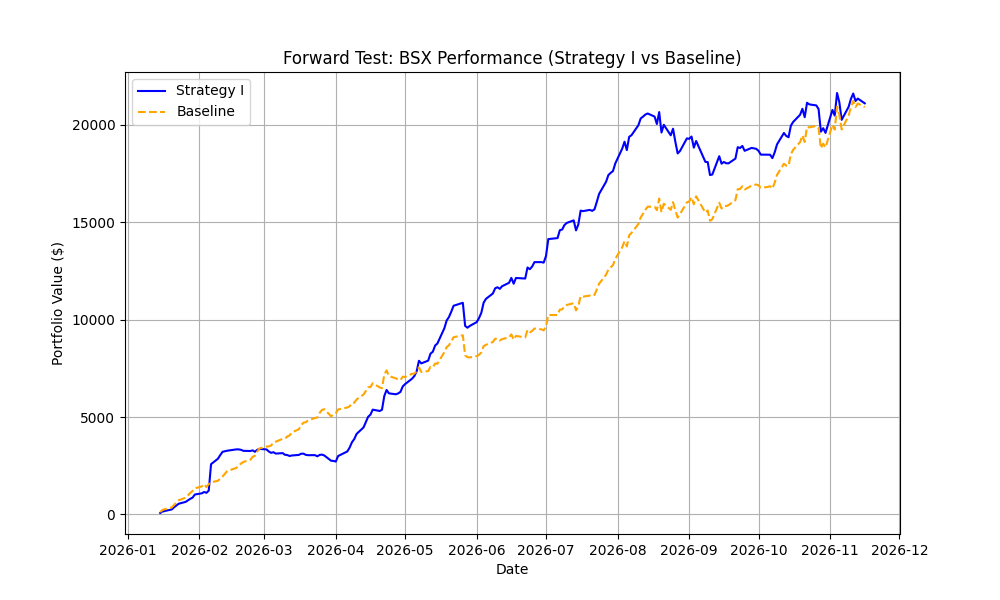 Forward Test: BSX Performance (Strategy I vs Baseline)
Strategy I
Baseline
20000
15000
10000
5000
0
Portfolio Value ($)
2026-01 2026-02 2026-03 2026-04 2026-05 2026-06 2026-07 2026-08 2026-09 2026-10 2026-11 2026-12
Date